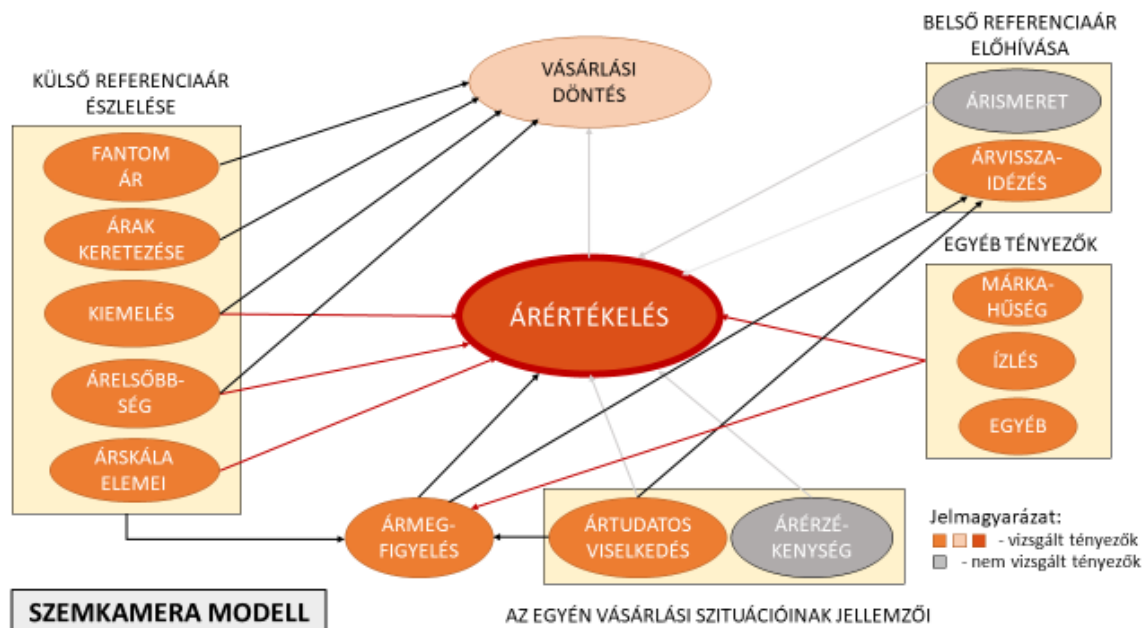 KÜLSŐ REFERENCIAÁR
ÉSZLELÉSE
FANTOM
ÁR
ÁRAK
KERETEZÉSE
KIEMELÉS
ÁRELSŐBB-
SÉG
ÁRSKÁLA
ELEMEI
VÁSÁRLÁSI
DÖNTÉS
ÁRÉRTÉKELÉS
BELSŐ REFERENCIAÁR
ELŐHÍVÁSA
ÁRISMERET
ÁRVISSZA-
IDÉZÉS
EGYÉB TÉNYEZŐK
MÁRKA-
HŰSÉG
ÍZLÉS
EGYÉB
ÁRMEG-
FIGYELÉS
ÁRTUDATOS
VISELKEDÉS
ÁRÉRZÉ-
KENYSÉG
AZ EGYÉN VÁSÁRLÁSI SZITUÁCIÓINAK JELLEMZŐI
Jelmagyarázat:
- vizsgált tényezők
- nem vizsgált tényezők
SZEMKAMERA MODELL